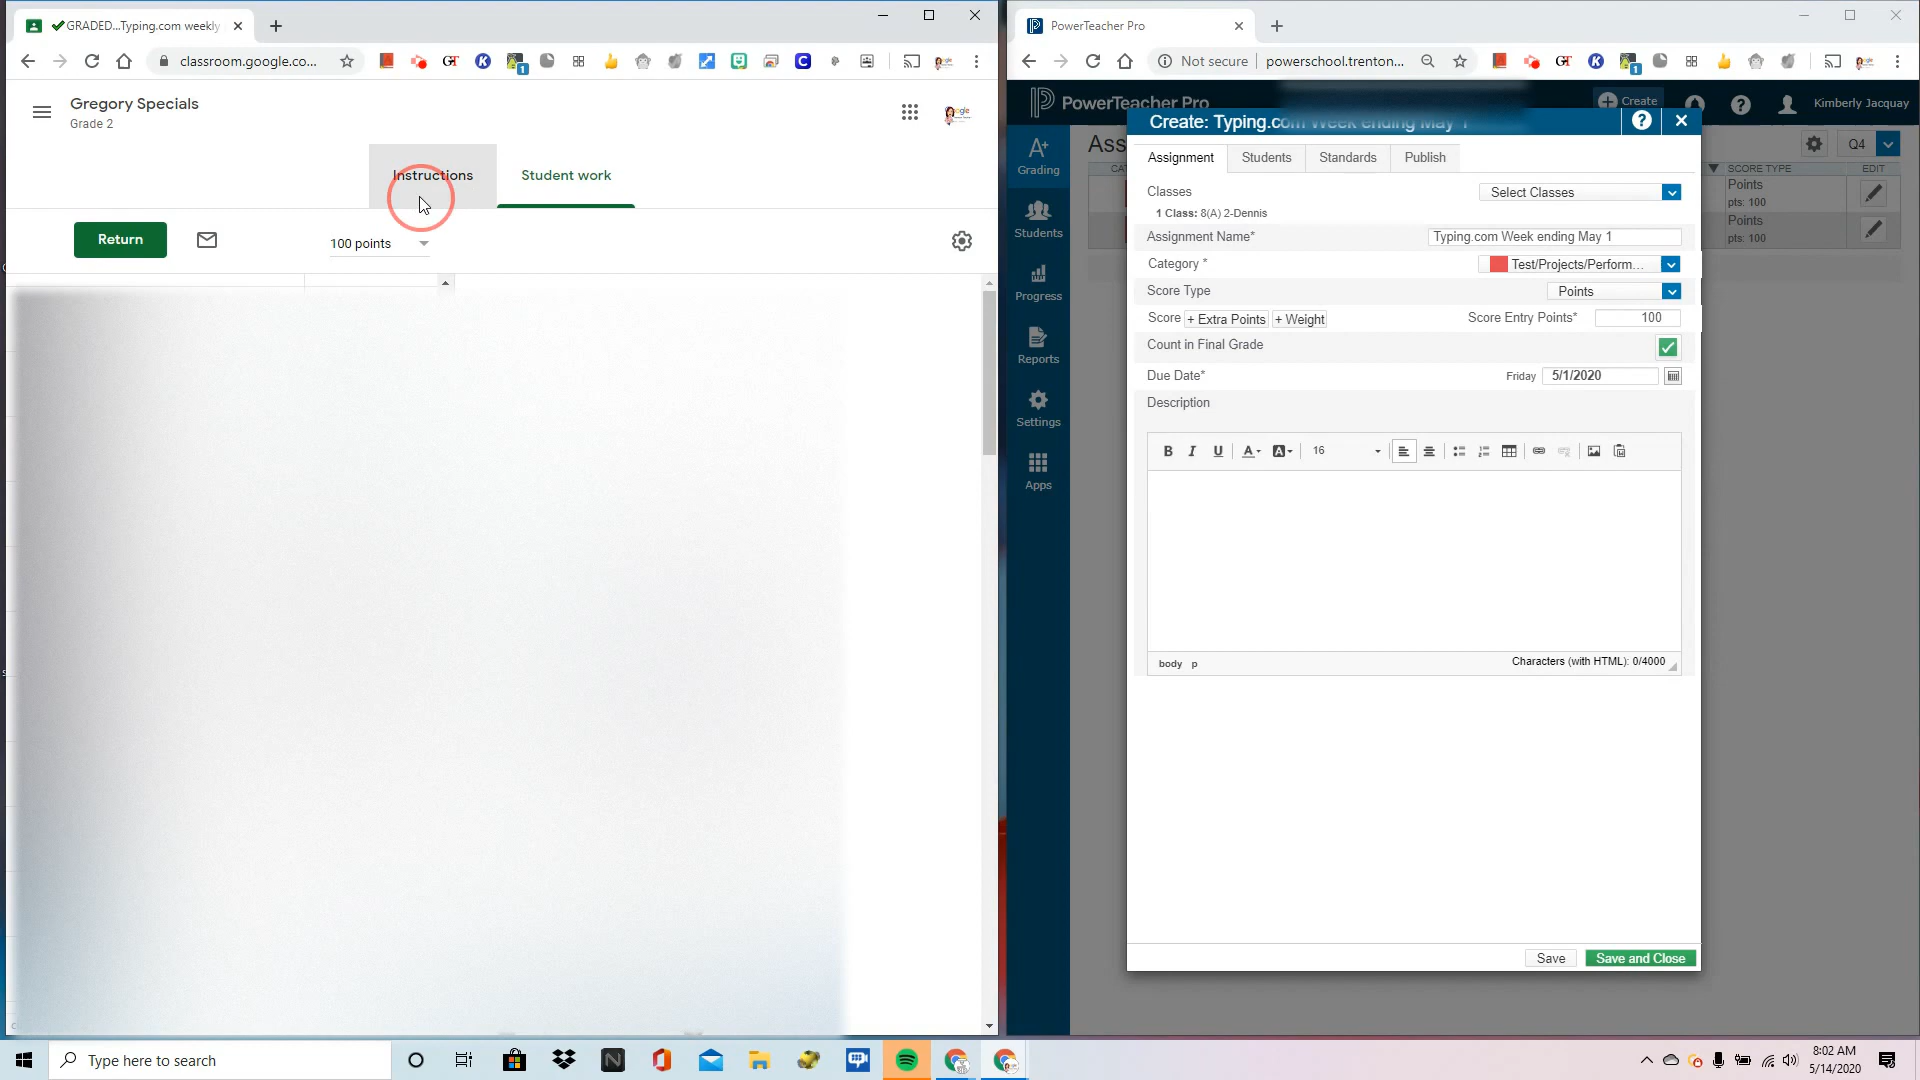 GRADED...Typing.com weekly
classroom.google.co...
Gregory Specials
Grade 2
Instructions
Student work
Return
100 points
PowerTeacher Pro
Not secure
powerschool.trenton...
PowerTeacher Pro
Create
Kimberly Jacquay
Grading
Students
Progress
Reports
Settings
Apps
Q4
SCORE TYPE
EDIT
Points
pts: 100
Points
pts: 100
Create: Typing.com Week ending May 1
Assignment
Students
Standards
Publish
Classes
Select Classes
1 Class: 8(A) 2-Dennis
Assignment Name*
Typing.com Week ending May 1
Category *
Test/Projects/Perform...
Score Type
Points
Score
+ Extra Points
+ Weight
Score Entry Points*
100
Count in Final Grade
Due Date*
Friday
5/1/2020
Description
B I U A A 16
body p
Characters (with HTML): 0/4000
Save
Save and Close
Type here to search
8:02 AM
5/14/2020